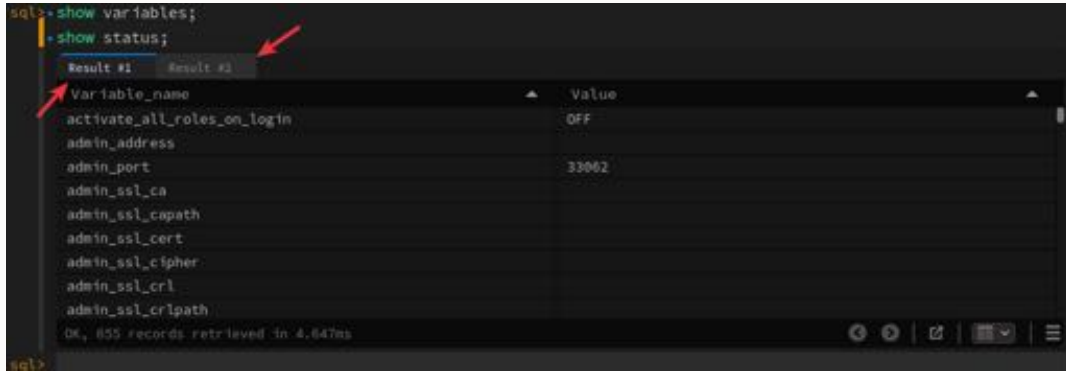 sql> show variables;
show status;
Result #1 Result #2
Variable_name Value
activate_all_roles_on_login OFF
admin_address
admin_port 33062
admin_ssl_ca
admin_ssl_capath
admin_ssl_cert
admin_ssl_cipher
admin_ssl_crl
admin_ssl_crlpath
OK, 655 records retrieved in 4.647ms
sql>